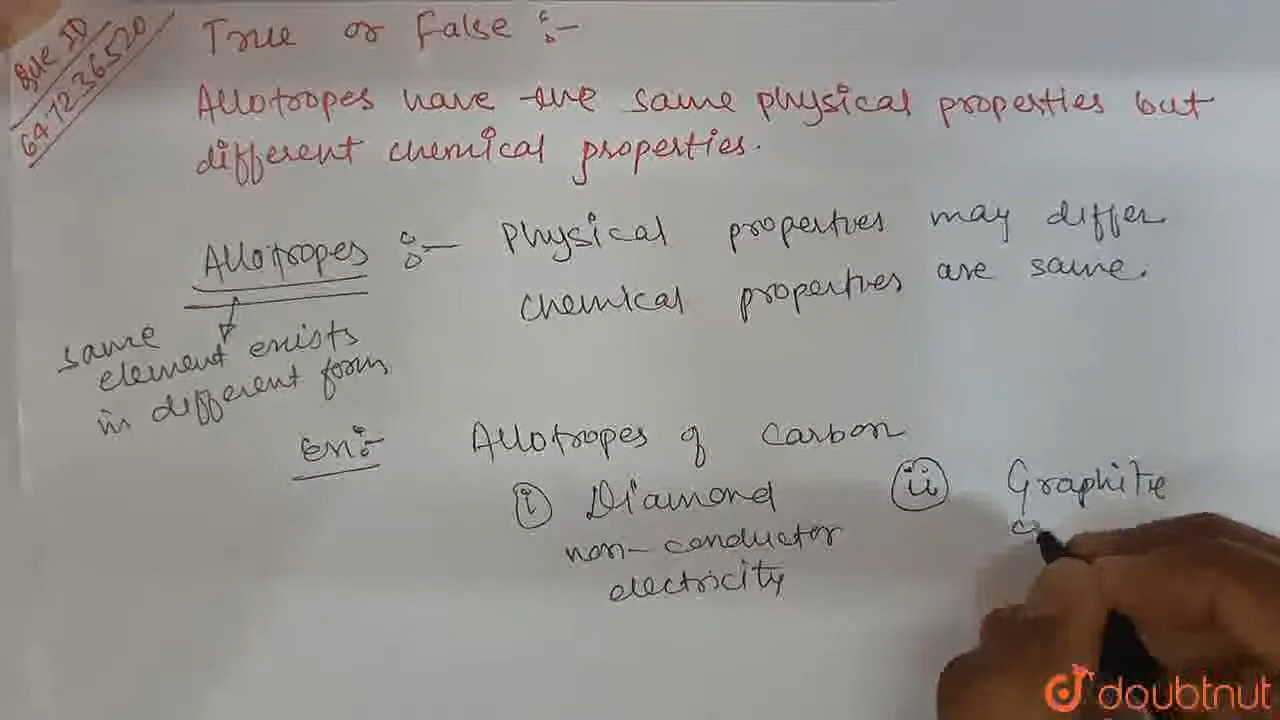 Que ID
647236520
True or False :-
Allotropes have the same physical properties but
different chemical properties.
Allotropes :- Physical properties may differ
chemical properties are same.
same
element exists
in different form
Ex:- Allotropes of carbon
(i) Diamond (ii) Graphite
non-conductor c
electricity
doubtnut